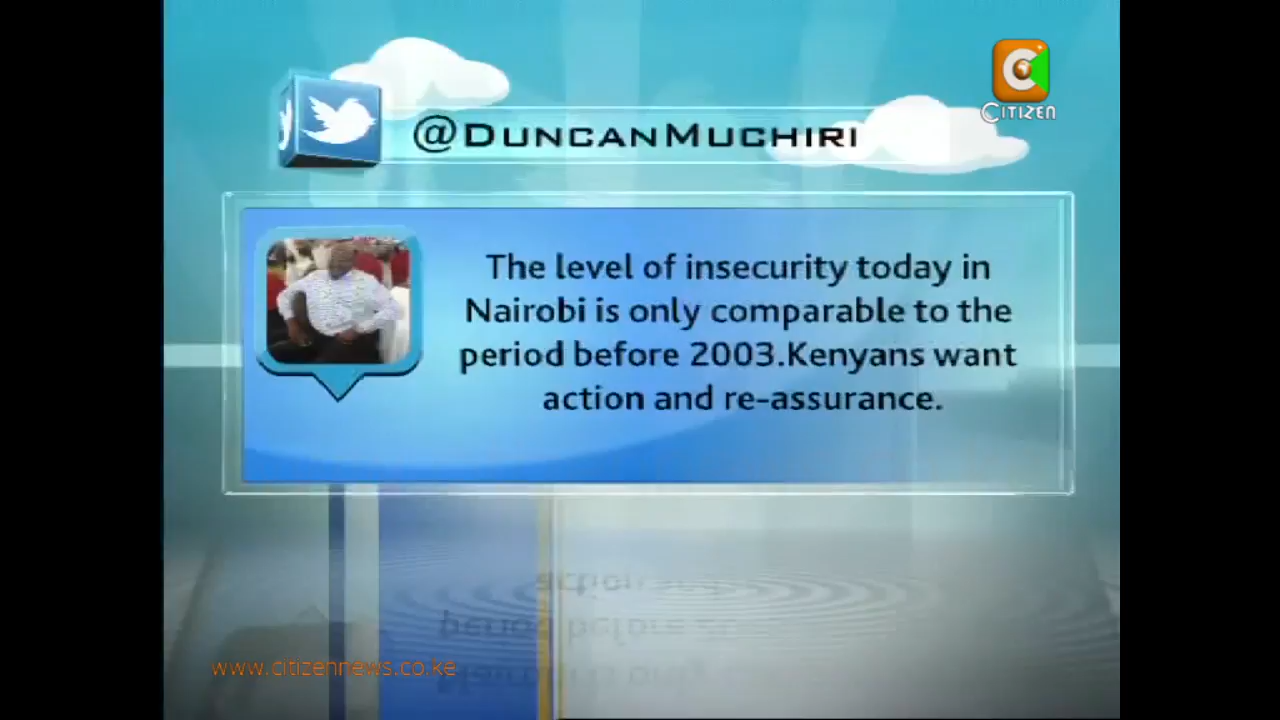 CITIZEN
@DUNCANMUCHIRI
The level of insecurity today in
Nairobi is only comparable to the
period before 2003.Kenyans want
action and re-assurance.
www.citizennews.co.ke